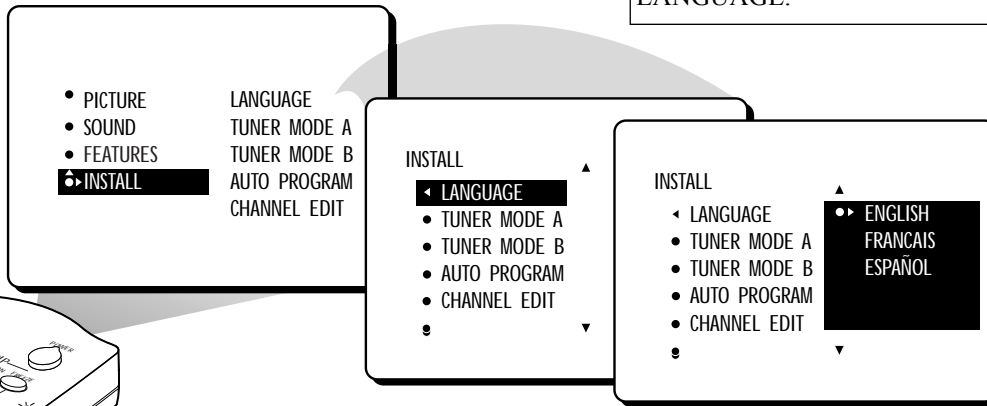 LANGUAGE.
PICTURE LANGUAGE
SOUND TUNER MODE A
FEATURES TUNER MODE B
INSTALL AUTO PROGRAM
CHANNEL EDIT
INSTALL
LANGUAGE
TUNER MODE A
TUNER MODE B
AUTO PROGRAM
CHANNEL EDIT
INSTALL
LANGUAGE ENGLISH
TUNER MODE A FRANCAIS
TUNER MODE B ESPAÑOL
AUTO PROGRAM
CHANNEL EDIT
POWER